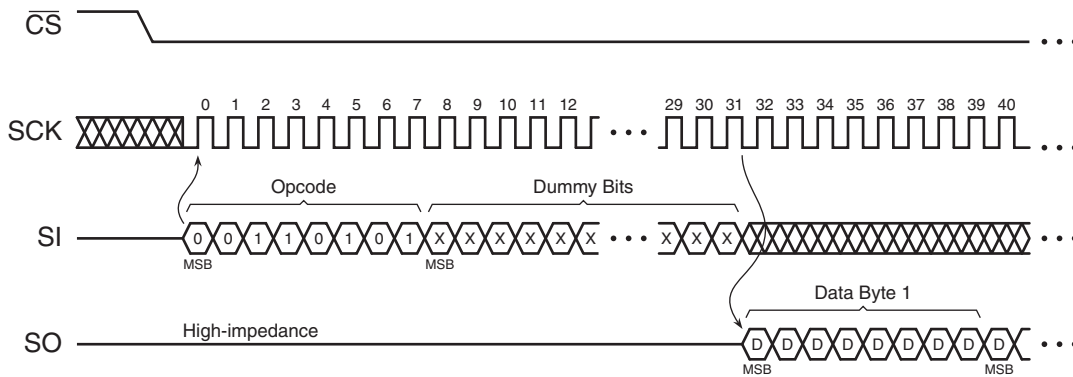 CS
0 1 2 3 4 5 6 7 8 9 10 11 12 29 30 31 32 33 34 35 36 37 38 39 40
SCK
Opcode Dummy Bits
SI 0 0 1 1 0 1 0 1 X X X X X X X X X
MSB MSB
Data Byte 1
High-impedance
SO D D D D D D D D D
MSB MSB